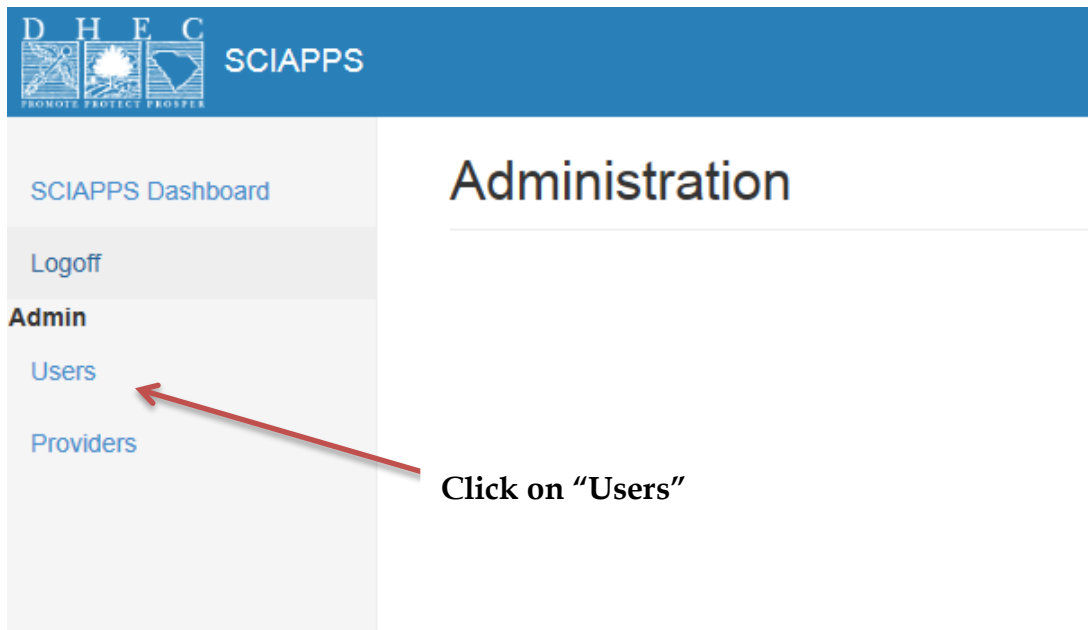 D H E C
PROMOTE PROTECT PROSPER
SCIAPPS
SCIAPPS Dashboard
Logoff
Admin
Users
Providers
Administration
Click on “Users”